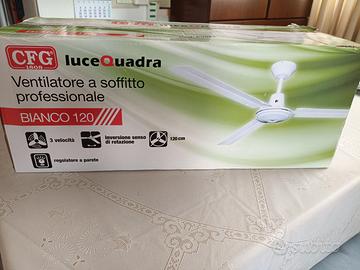 CFG
luceQuadra
Ventilatore a soffitto
professionale
BIANCO 120
3 velocità
inversione senso
di rotazione
120 cm
regolatore a parete